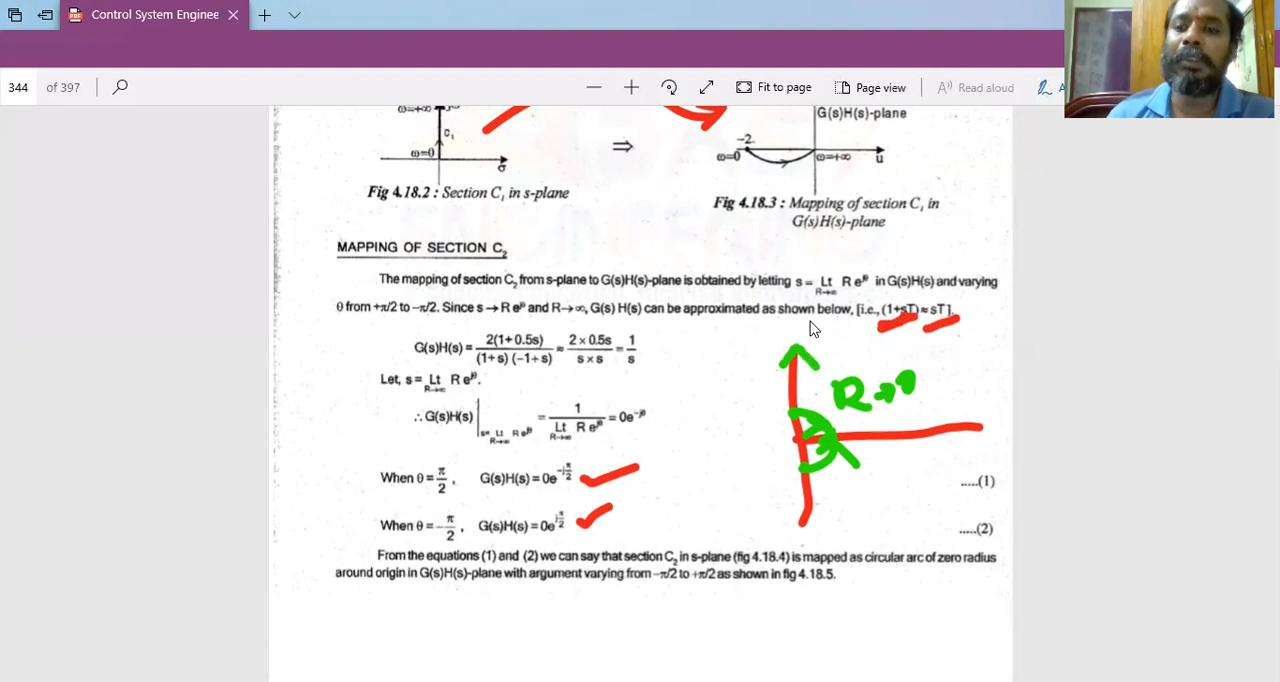 Control System Enginee
344 of 397
Fit to page
Page view
Read aloud
ω=+∞
C₁
ω=0
σ
⇒
G(s)H(s)-plane
-2
ω=0
ω=+∞
u
Fig 4.18.2 : Section C₁ in s-plane
Fig 4.18.3 : Mapping of section C₁ in
G(s)H(s)-plane
MAPPING OF SECTION C₂
The mapping of section C₂ from s-plane to G(s)H(s)-plane is obtained by letting s = Lt R→∞ R e^jθ in G(s)H(s) and varying
θ from +π/2 to −π/2. Since s → R e^jθ and R→∞, G(s) H(s) can be approximated as shown below, [i.e., (1+sT) ≈ sT].
G(s)H(s) = 2(1+0.5s) / (1+s) (−1+s) ≈ 2 × 0.5s / s × s = 1 / s
Let, s = Lt R→∞ R e^jθ.
∴ G(s)H(s) | s= Lt R→∞ R e^jθ = 1 / Lt R→∞ R e^jθ = 0e^−jθ
R→
When θ = π/2 , G(s)H(s) = 0e^−jπ/2 .....(1)
When θ = −π/2 , G(s)H(s) = 0e^jπ/2 .....(2)
From the equations (1) and (2) we can say that section C₂ in s-plane (fig 4.18.4) is mapped as circular arc of zero radius
around origin in G(s)H(s)-plane with argument varying from −π/2 to +π/2 as shown in fig 4.18.5.